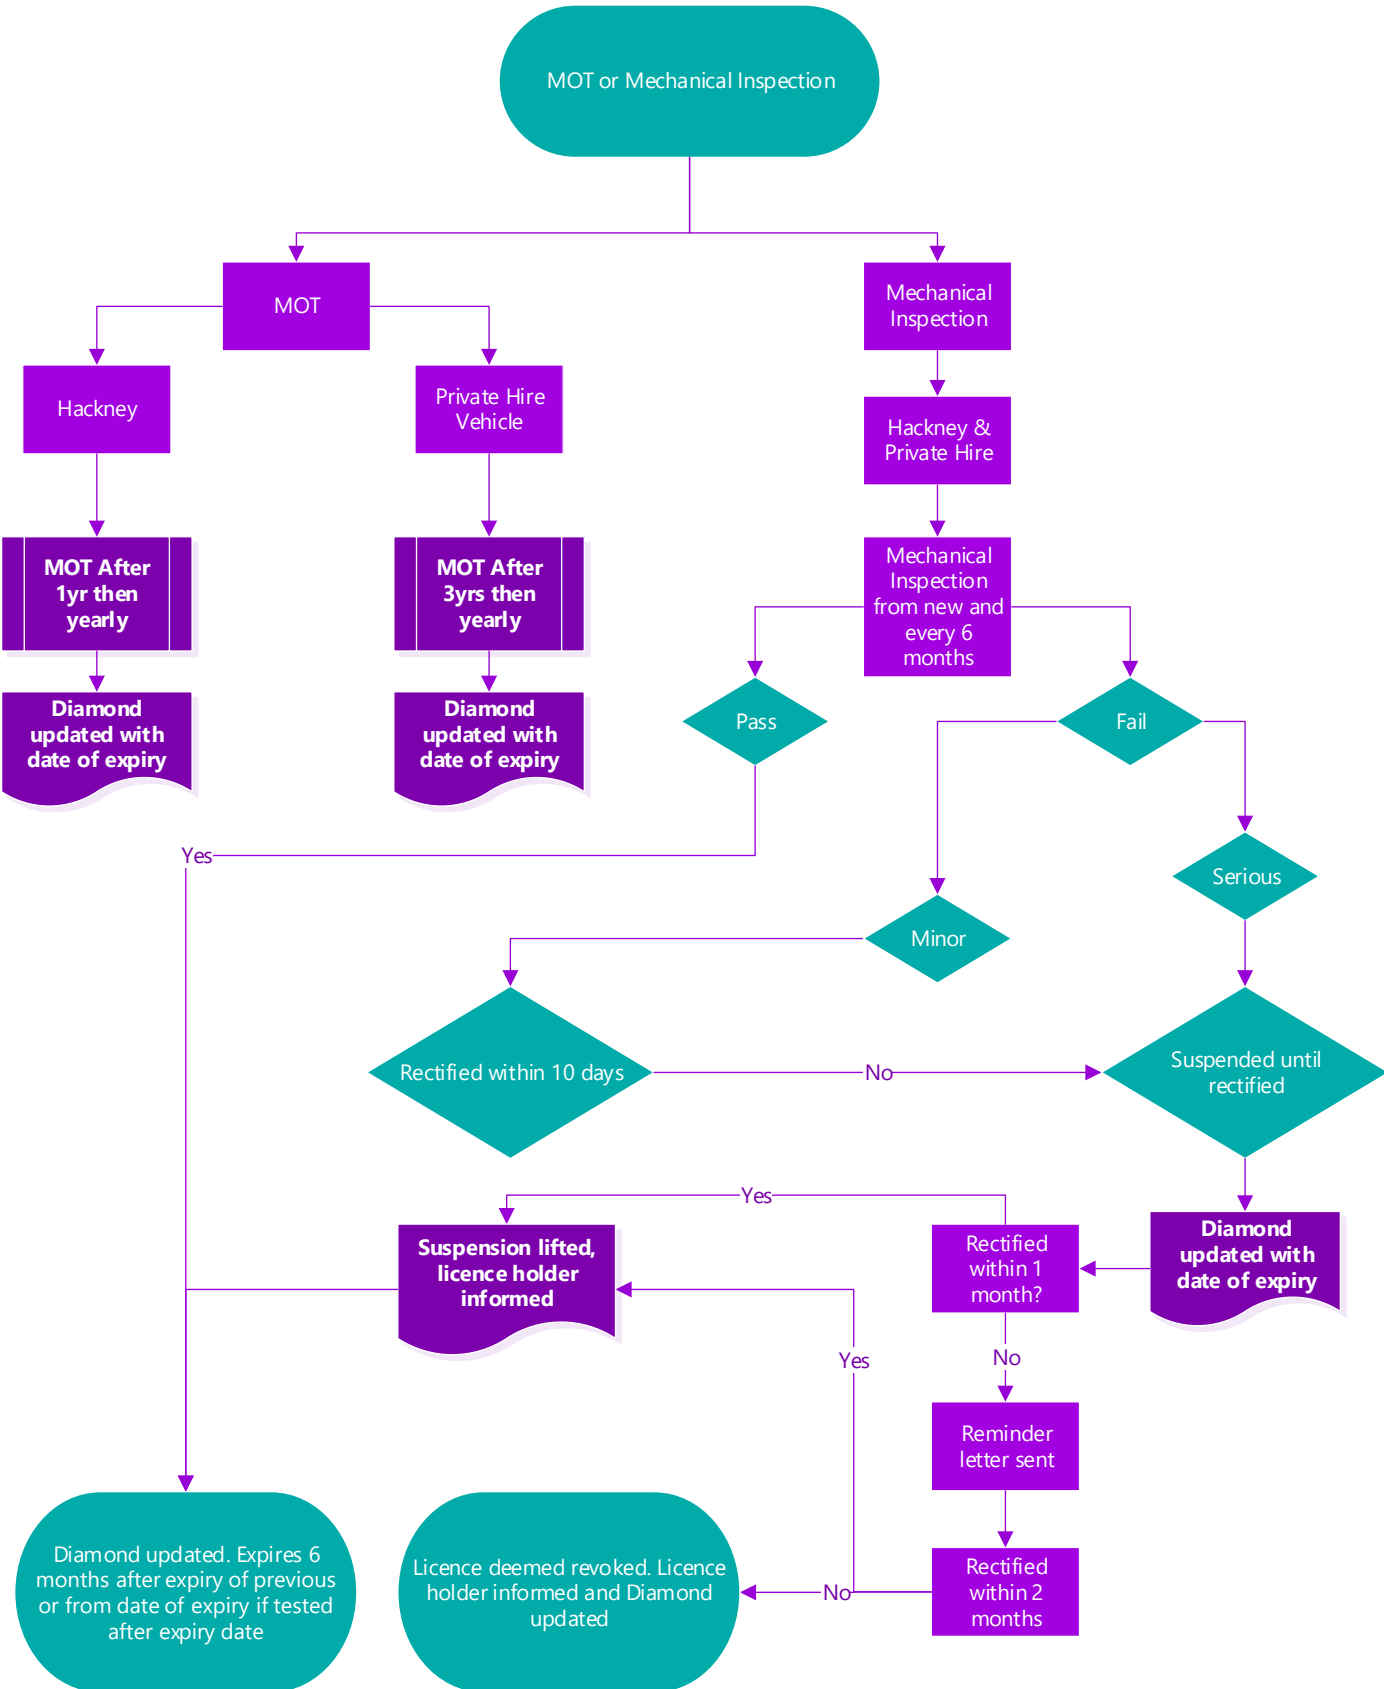 MOT or Mechanical Inspection
MOT
Mechanical
Inspection
Hackney
Private Hire
Vehicle
Hackney &
Private Hire
MOT After
1yr then
yearly
MOT After
3yrs then
yearly
Mechanical
Inspection
from new and
every 6
months
Diamond
updated with
date of expiry
Diamond
updated with
date of expiry
Pass
Fail
Yes
Serious
Minor
Rectified within 10 days
No
Suspended until
rectified
Yes
Suspension lifted,
licence holder
informed
Rectified
within 1
month?
Diamond
updated with
date of expiry
Yes
No
Reminder
letter sent
Diamond updated. Expires 6
months after expiry of previous
or from date of expiry if tested
after expiry date
Licence deemed revoked. Licence
holder informed and Diamond
updated
No
Rectified
within 2
months